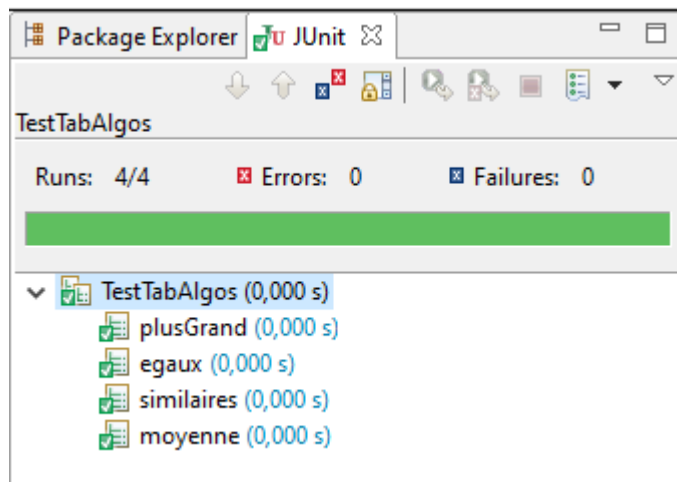 Package Explorer JUnit
TestTabAlgos
Runs: 4/4 Errors: 0 Failures: 0
TestTabAlgos (0,000 s)
plusGrand (0,000 s)
egaux (0,000 s)
similaires (0,000 s)
moyenne (0,000 s)